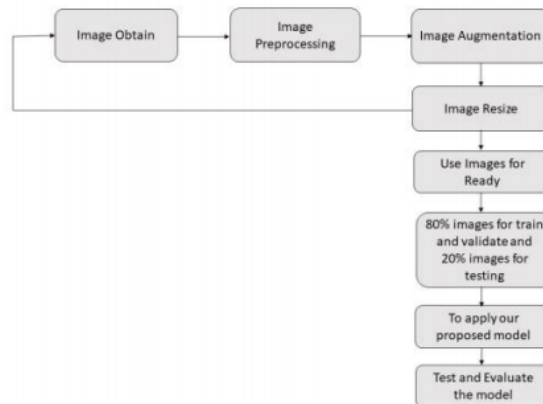 Image Obtain
Image
Preprocessing
Image Augmentation
Image Resize
Use Images for
Ready
80% images for train
and validate and
20% images for
testing
To apply our
proposed model
Test and Evaluate
the model